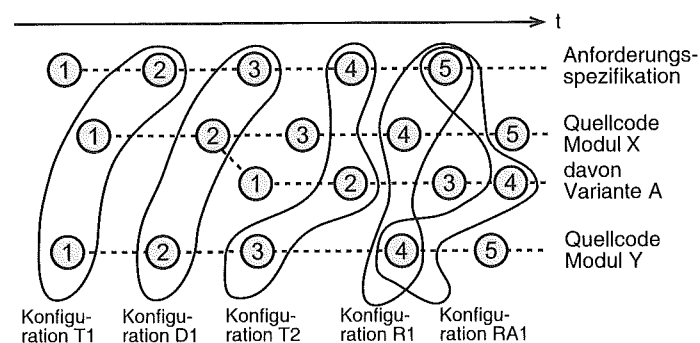 t
1 2 3 4 5
Anforderungs-
spezifikation
1 2 3 4 5
Quellcode
Modul X
1 2 3 4
davon
Variante A
1 2 3 4 5
Quellcode
Modul Y
Konfigu-
ration T1
Konfigu-
ration D1
Konfigu-
ration T2
Konfigu-
ration R1
Konfigu-
ration RA1